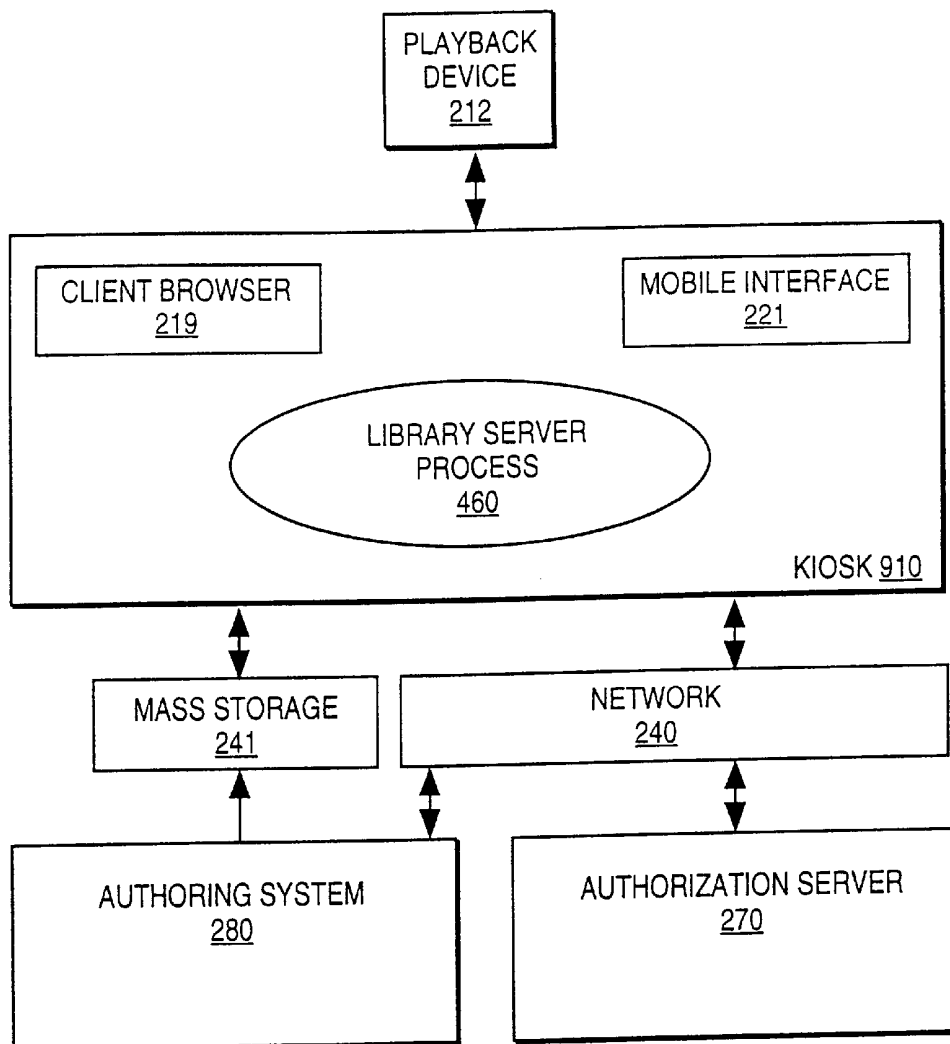 PLAYBACK
DEVICE
212
CLIENT BROWSER
219
MOBILE INTERFACE
221
LIBRARY SERVER
PROCESS
460
KIOSK 910
MASS STORAGE
241
NETWORK
240
AUTHORING SYSTEM
280
AUTHORIZATION SERVER
270